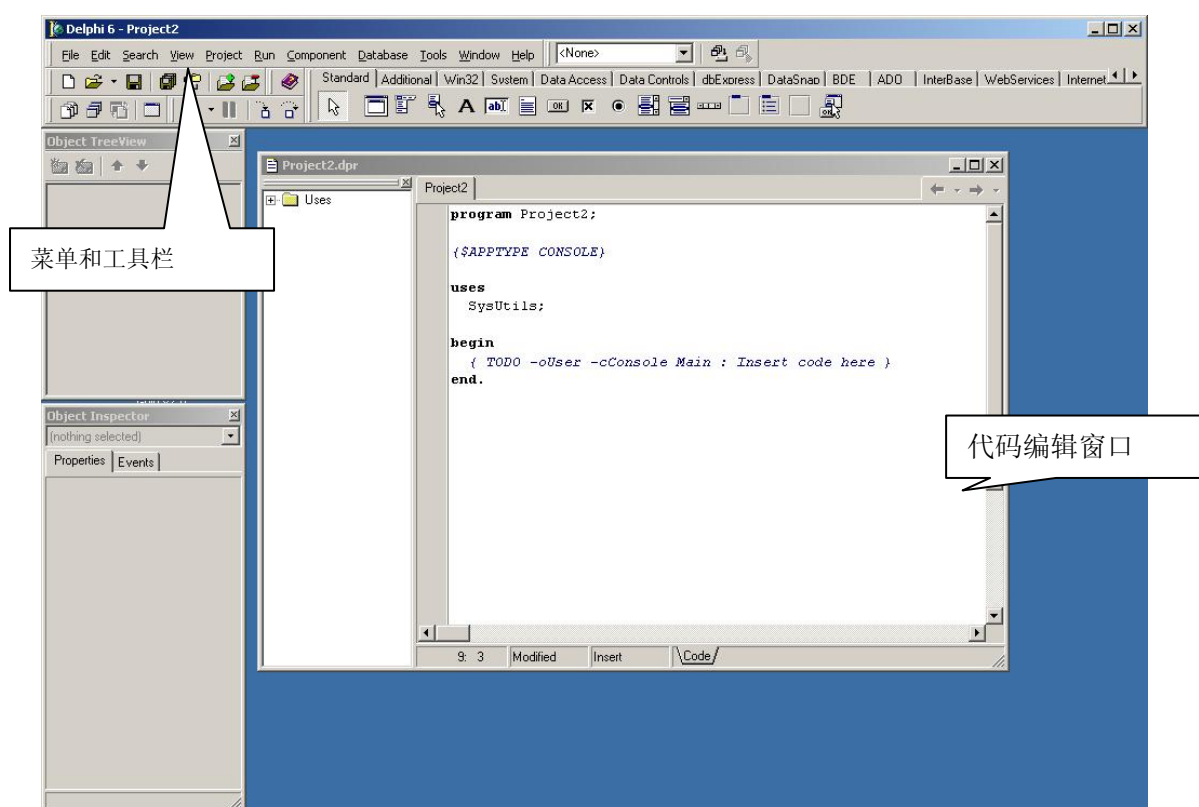 Delphi 6 - Project2
File Edit Search View Project Run Component Database Tools Window Help <None>
Standard Additional Win32 System Data Access Data Controls dbExpress DataSnap BDE ADO InterBase WebServices Internet
Object TreeView
菜单和工具栏
Project2.dpr
Uses
Project2
program Project2;
{$APPTYPE CONSOLE}
uses
SysUtils;
begin
{ TODO -oUser -cConsole Main : Insert code here }
end.
Object Inspector
(nothing selected)
Properties Events
代码编辑窗口
9: 3 Modified Insert \Code/